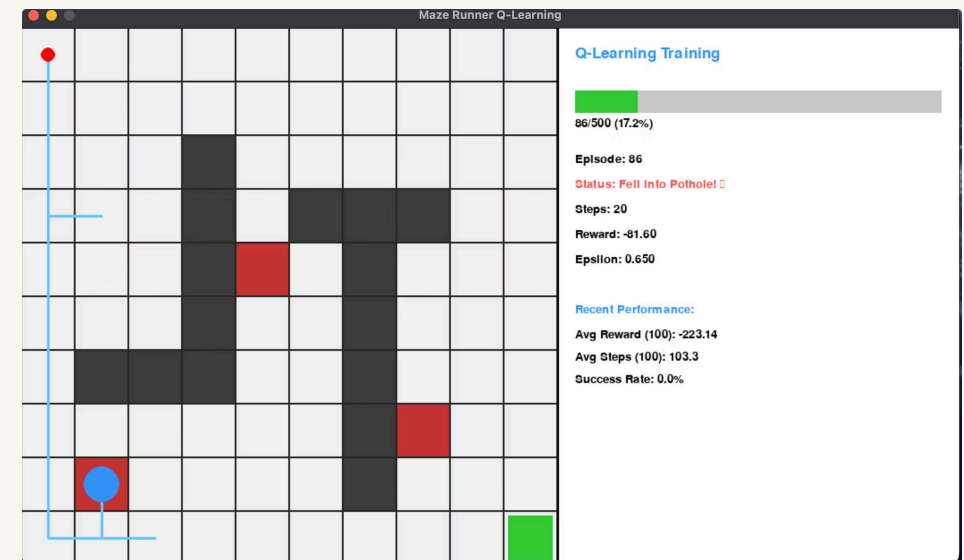 Maze Runner Q-Learning
Q-Learning Training
86/500 (17.2%)
Episode: 86
Status: Fell into Pothole! ▯
Steps: 20
Reward: -81.60
Epsilon: 0.650
Recent Performance:
Avg Reward (100): -223.14
Avg Steps (100): 103.3
Success Rate: 0.0%